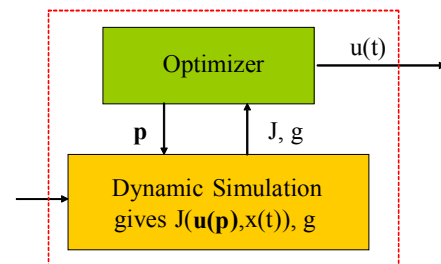 Optimizer
u(t)
p
J, g
Dynamic Simulation
gives J(u(p),x(t)), g